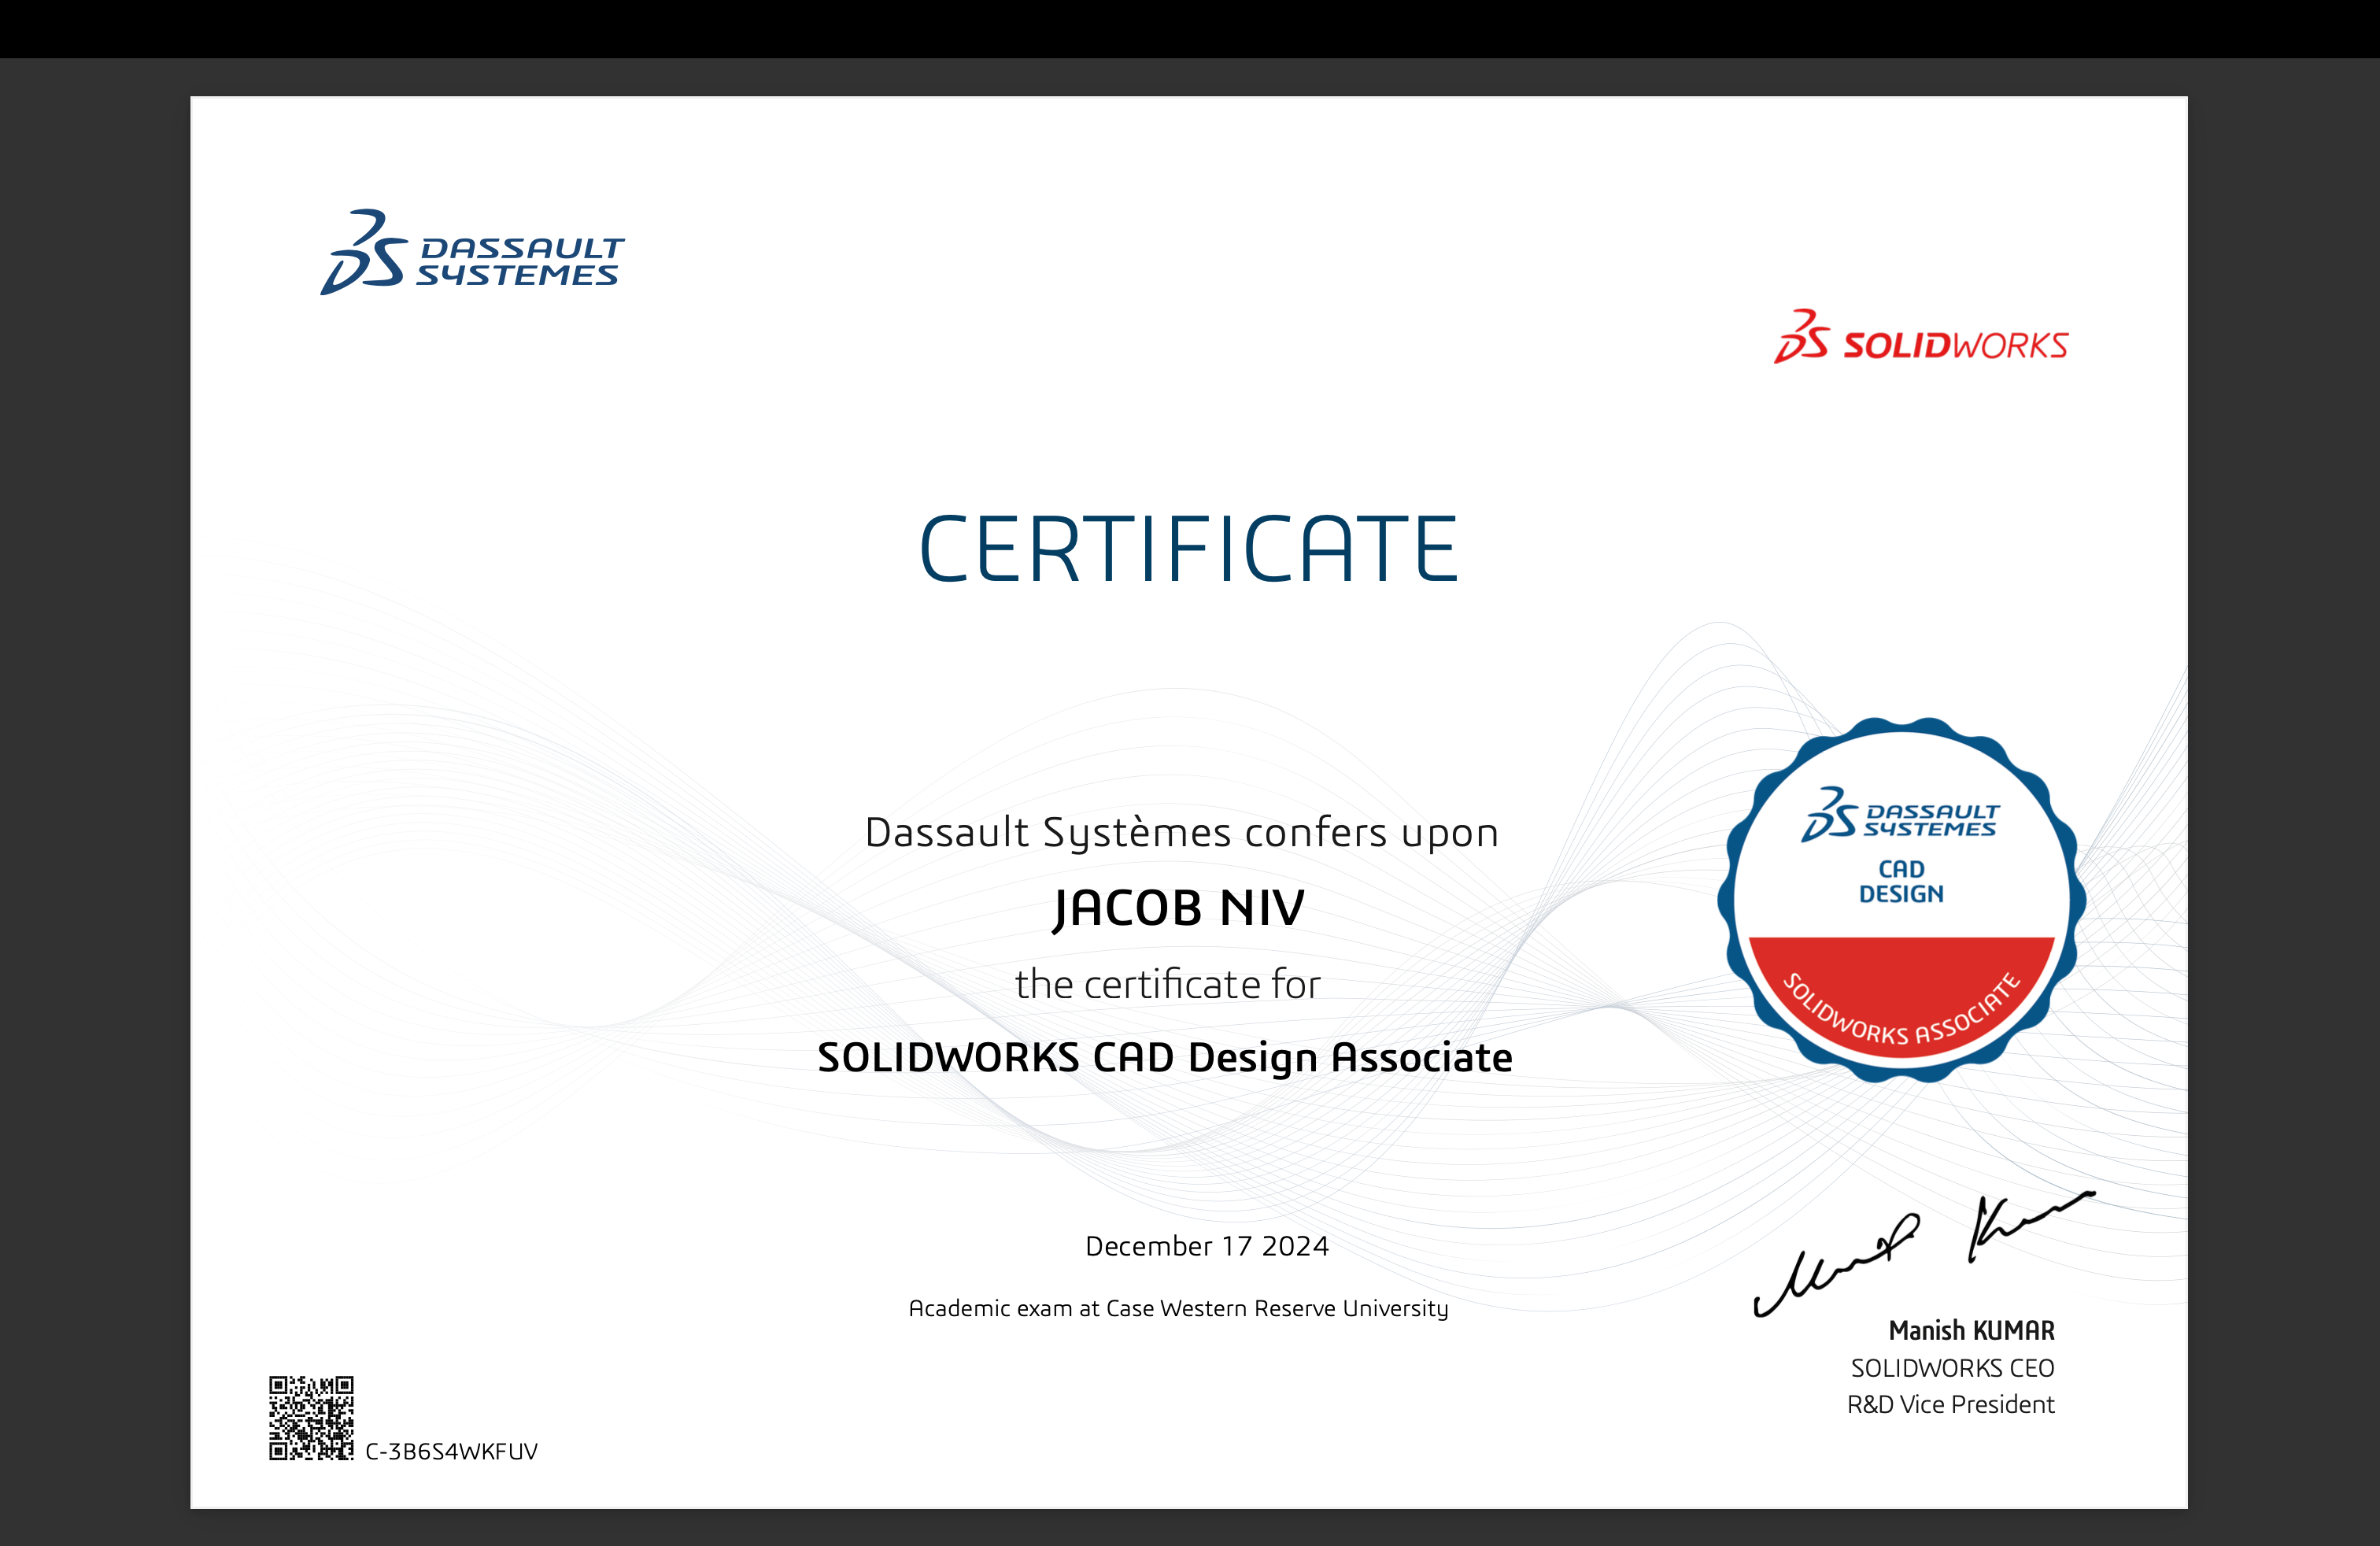 DASSAULT
SYSTEMES
SOLIDWORKS
CERTIFICATE
Dassault Systèmes confers upon
JACOB NIV
the certificate for
SOLIDWORKS CAD Design Associate
DASSAULT
SYSTEMES
CAD
DESIGN
SOLIDWORKS ASSOCIATE
December 17 2024
Academic exam at Case Western Reserve University
Manish KUMAR
SOLIDWORKS CEO
R&D Vice President
C-3B6S4WKFUV